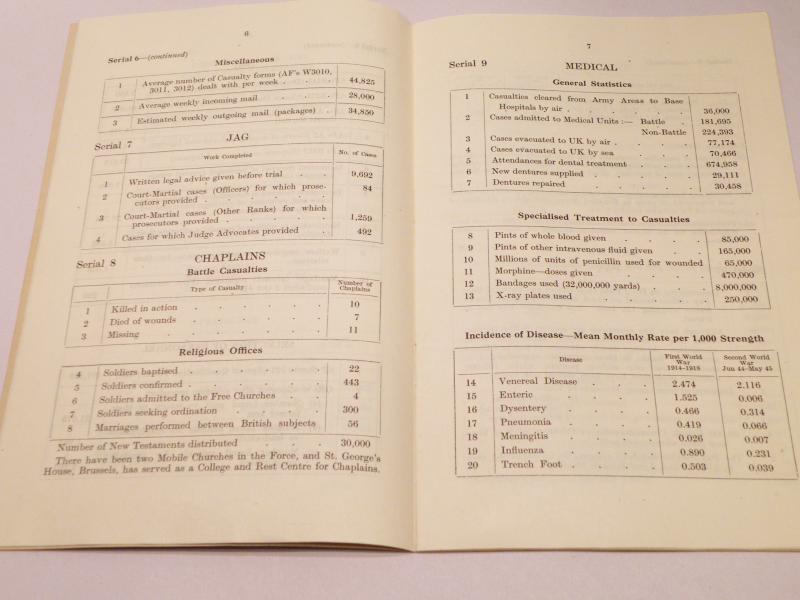 6
Serial 6—(continued)
Miscellaneous
1 Average number of Casualty forms (AF's W3010,
3011, 3012) dealt with per week . . . 44,825
2 Average weekly incoming mail . . . 28,000
3 Estimated weekly outgoing mail (packages) . 34,850
Serial 7
JAG
Work Completed No. of Cases
1 Written legal advice given before trial . . 9,692
2 Court-Martial cases (Officers) for which prose-
cutors provided . . . . . . 84
3 Court-Martial cases (Other Ranks) for which
prosecutors provided . . . . . 1,259
4 Cases for which Judge Advocates provided . 492
Serial 8
CHAPLAINS
Battle Casualties
Type of Casualty Number of
Chaplains
1 Killed in action . . . . . . 10
2 Died of wounds . . . . . . 7
3 Missing . . . . . . 11
Religious Offices
4 Soldiers baptised . . . . . . 22
5 Soldiers confirmed . . . . . . 443
6 Soldiers admitted to the Free Churches . . 4
7 Soldiers seeking ordination . . . . 300
8 Marriages performed between British subjects 56
Number of New Testaments distributed . . . 30,000
There have been two Mobile Churches in the Force, and St. George's
House, Brussels, has served as a College and Rest Centre for Chaplains.
7
Serial 9
MEDICAL
General Statistics
1 Casualties cleared from Army Areas to Base
Hospitals by air . . . . . . 36,000
2 Cases admitted to Medical Units :— Battle . 181,695
Non-Battle 224,393
3 Cases evacuated to UK by air . . . . 77,174
4 Cases evacuated to UK by sea . . . . 70,466
5 Attendances for dental treatment . . . 674,958
6 New dentures supplied . . . . . 29,111
7 Dentures repaired . . . . . 30,458
Specialised Treatment to Casualties
8 Pints of whole blood given . . . . 85,000
9 Pints of other intravenous fluid given . . 165,000
10 Millions of units of penicillin used for wounded 65,000
11 Morphine—doses given . . . . 470,000
12 Bandages used (32,000,000 yards) . . . 8,000,000
13 X-ray plates used . . . . . 250,000
Incidence of Disease—Mean Monthly Rate per 1,000 Strength
Disease First World
War
1914-1918 Second World
War
Jun 44-May 45
14 Venereal Disease . . . 2.474 2.116
15 Enteric . . . . 1.525 0.006
16 Dysentery . . . . 0.466 0.314
17 Pneumonia . . . . 0.419 0.066
18 Meningitis . . . . 0.026 0.007
19 Influenza . . . . 0.890 0.231
20 Trench Foot . . . . 0.503 0.039